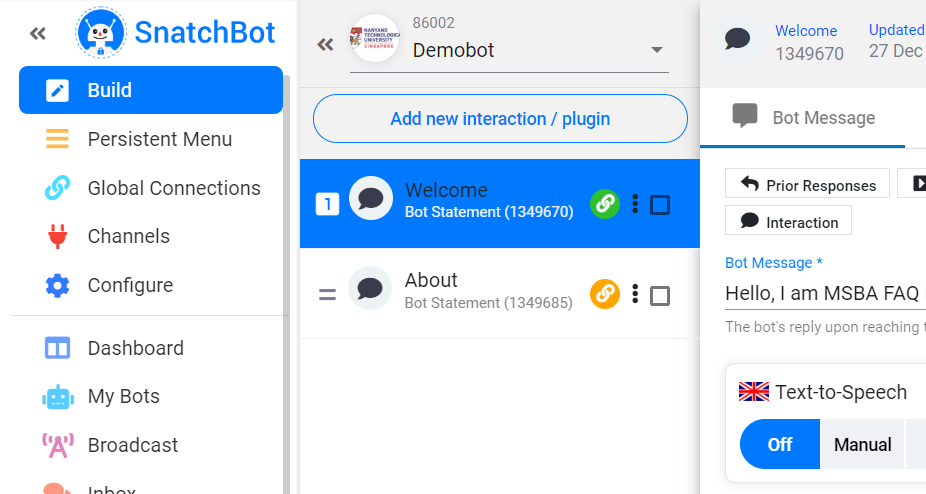 SnatchBot
Build
Persistent Menu
Global Connections
Channels
Configure
Dashboard
My Bots
Broadcast
Inbox
NANYANG
TECHNOLOGICAL
UNIVERSITY
SINGAPORE
86002
Demobot
Add new interaction / plugin
1
Welcome
Bot Statement (1349670)
About
Bot Statement (1349685)
Welcome
1349670
Updated
27 Dec
Bot Message
Prior Responses
Interaction
Bot Message *
Hello, I am MSBA FAQ
The bot's reply upon reaching
Text-to-Speech
Off
Manual